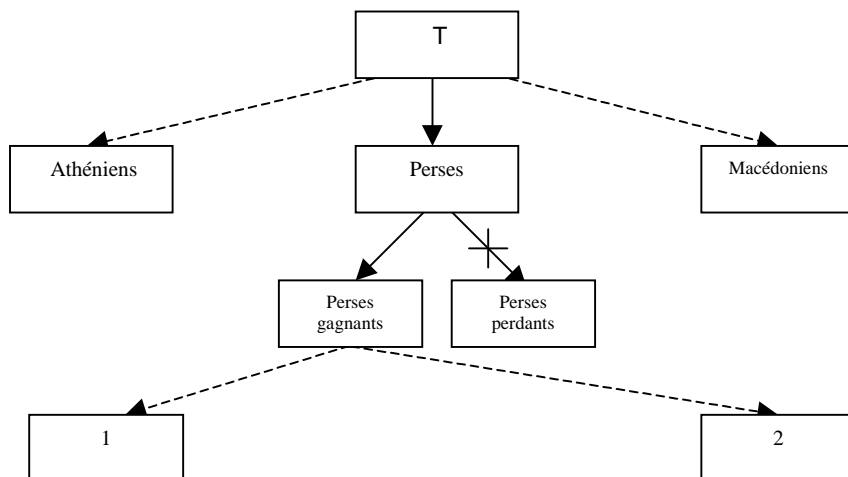 T
Athéniens
Perses
Macédoniens
Perses
gagnants
Perses
perdants
1
2